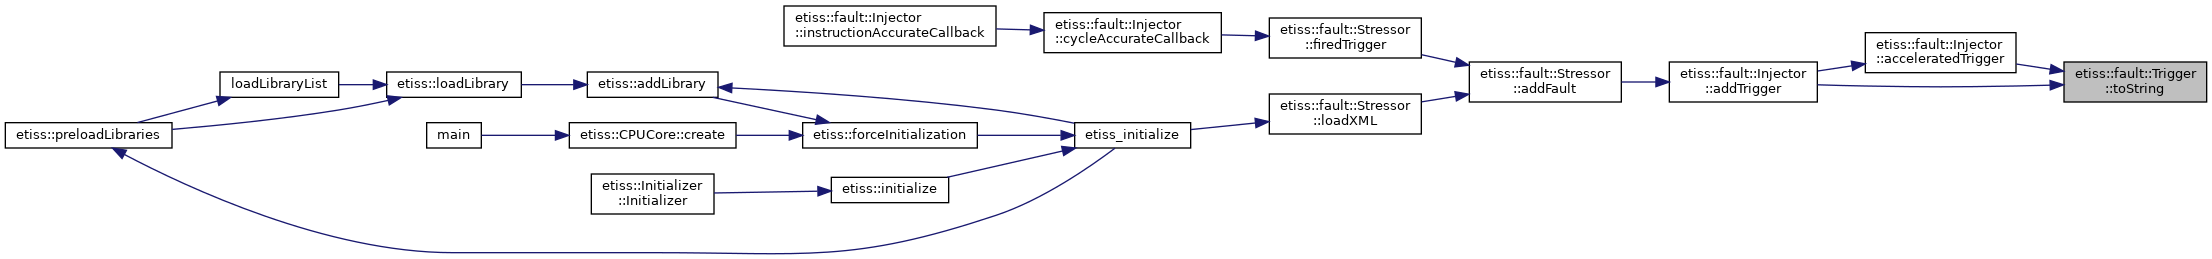 etiss::fault::Injector
::instructionAccurateCallback
etiss::fault::Injector
::cycleAccurateCallback
etiss::fault::Stressor
::firedTrigger
etiss::fault::Injector
::acceleratedTrigger
loadLibraryList
etiss::loadLibrary
etiss::addLibrary
etiss::fault::Stressor
::addFault
etiss::fault::Injector
::addTrigger
etiss::fault::Trigger
::toString
etiss::preloadLibraries
main
etiss::CPUCore::create
etiss::forceInitialization
etiss_initialize
etiss::fault::Stressor
::loadXML
etiss::Initializer
::Initializer
etiss::initialize